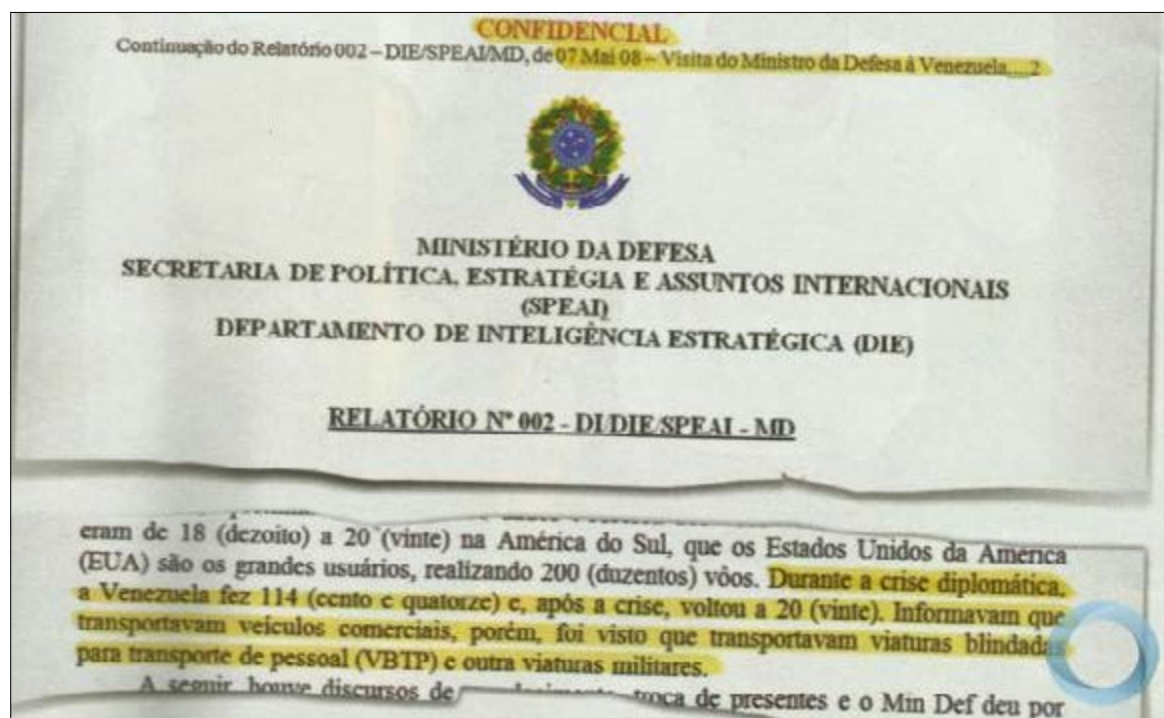 CONFIDENCIAL
Continuação do Relatório 002 – DIE/SPEAI/MD, de 07 Mai 08 – Visita do Ministro da Defesa à Venezuela....2
MINISTÉRIO DA DEFESA
SECRETARIA DE POLÍTICA, ESTRATÉGIA E ASSUNTOS INTERNACIONAIS
(SPEAI)
DEPARTAMENTO DE INTELIGÊNCIA ESTRATÉGICA (DIE)
RELATÓRIO Nº 002 - DI/DIE/SPEAI - MD
eram de 18 (dezoito) a 20 (vinte) na América do Sul, que os Estados Unidos da América
(EUA) são os grandes usuários, realizando 200 (duzentos) vôos. Durante a crise diplomática,
a Venezuela fez 114 (cento e quatorze) e, após a crise, voltou a 20 (vinte). Informavam que
transportavam veículos comerciais, porém, foi visto que transportavam viaturas blindadas
para transporte de pessoal (VBTP) e outra viaturas militares.
A seguir, houve discursos de troca de presentes e o Min Def deu por